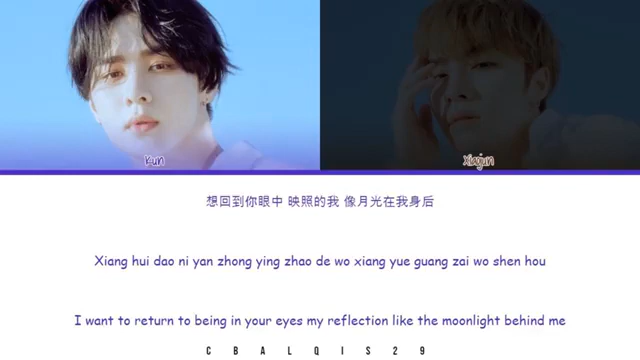 Kun
Xiaojun
想回到你眼中 映照的我 像月光在我身后
Xiang hui dao ni yan zhong ying zhao de wo xiang yue guang zai wo shen hou
I want to return to being in your eyes my reflection like the moonlight behind me
CBALQIS29